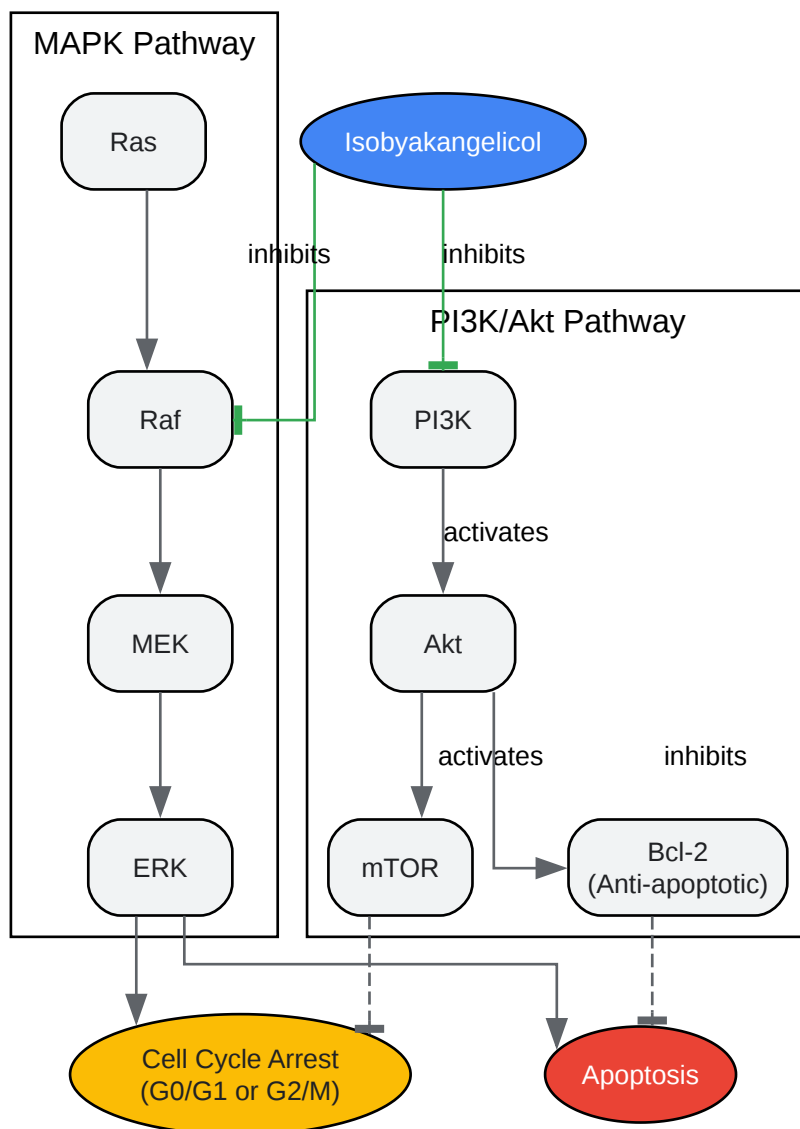 MAPK Pathway
Ras
Isobyakangelicol
inhibits
inhibits
PI3K/Akt Pathway
Raf
PI3K
activates
MEK
Akt
activates
inhibits
ERK
mTOR
Bcl-2
(Anti-apoptotic)
Cell Cycle Arrest
(G0/G1 or G2/M)
Apoptosis